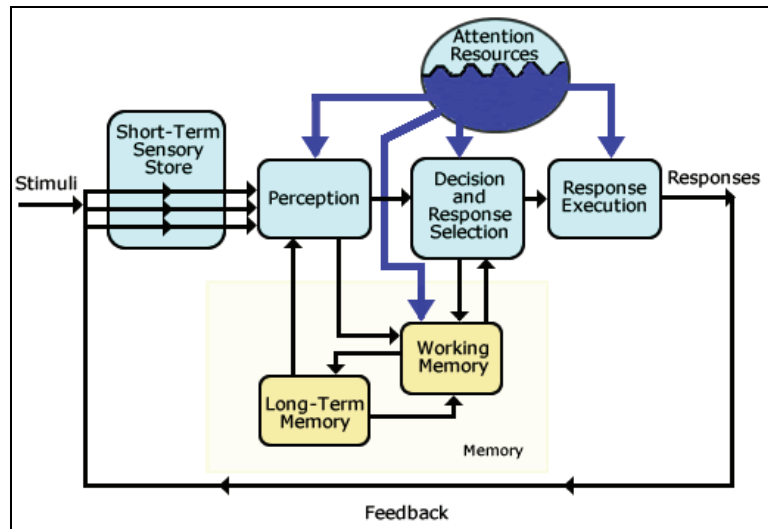 Attention
Resources
Short-Term
Sensory
Store
Stimuli
Perception
Decision
and
Response
Selection
Response
Execution
Responses
Working
Memory
Long-Term
Memory
Memory
Feedback